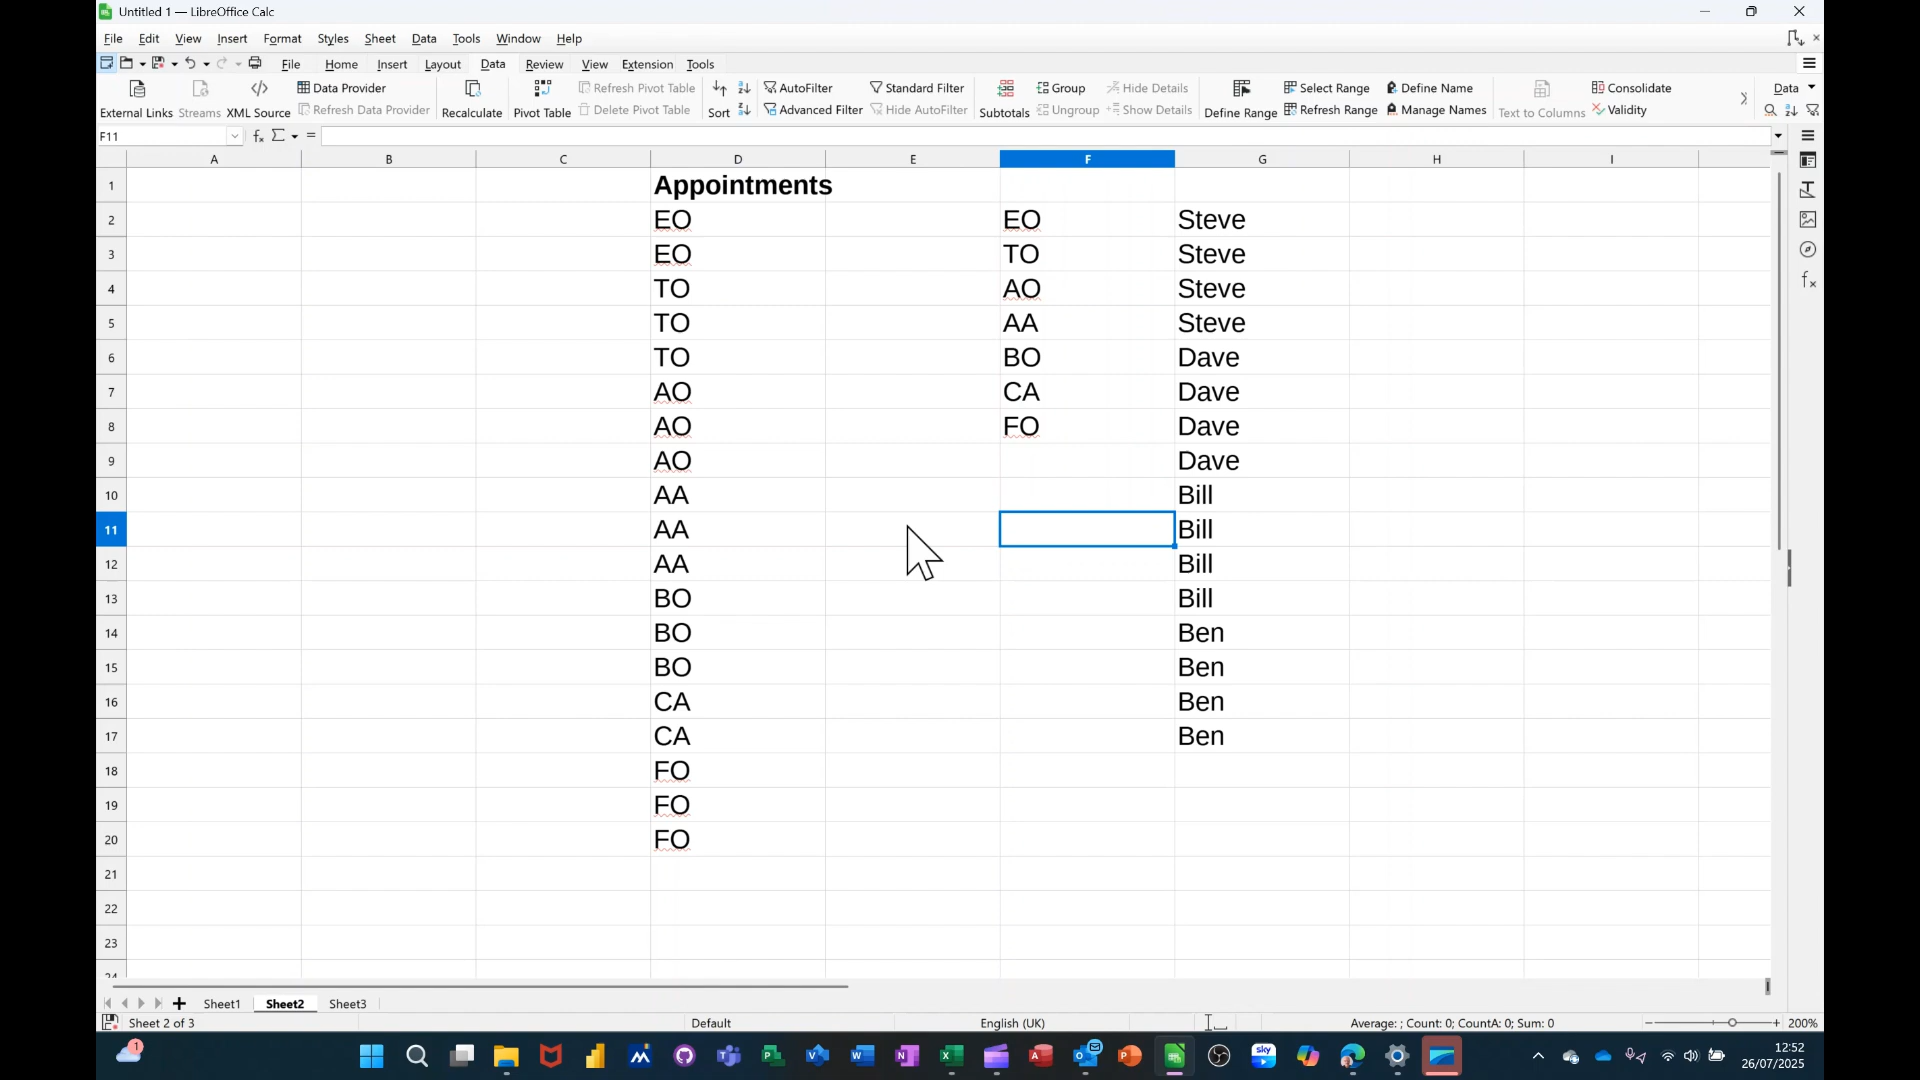 Untitled 1 — LibreOffice Calc
File Edit View Insert Format Styles Sheet Data Tools Window Help
File Home Insert Layout Data Review View Extension Tools
External Links Streams XML Source Data Provider Refresh Data Provider Recalculate Pivot Table Refresh Pivot Table Delete Pivot Table Sort AutoFilter Advanced Filter Standard Filter Hide AutoFilter Subtotals Group Ungroup Hide Details Show Details Define Range Select Range Refresh Range Define Name Manage Names Text to Columns Consolidate Validity Data
F11 fx Σ =
A B C D E F G H I
1 Appointments
2 EO EO Steve
3 EO TO Steve
4 TO AO Steve
5 TO AA Steve
6 TO BO Dave
7 AO CA Dave
8 AO FO Dave
9 AO Dave
10 AA Bill
11 AA Bill
12 AA Bill
13 BO Bill
14 BO Ben
15 BO Ben
16 CA Ben
17 CA Ben
18 FO
19 FO
20 FO
21
22
23
24
Sheet1 Sheet2 Sheet3
Sheet 2 of 3 Default English (UK) Average: ; Count: 0; CountA: 0; Sum: 0 200%
1 sky 12:52
26/07/2025